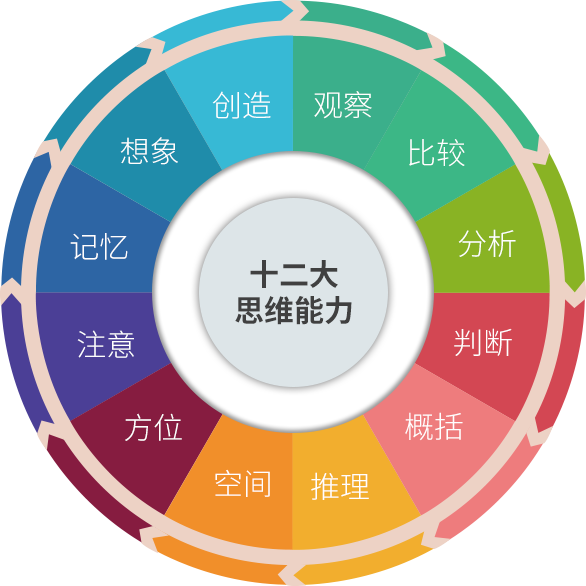 十二大
思维能力
观察
比较
分析
判断
概括
推理
空间
方位
注意
记忆
想象
创造